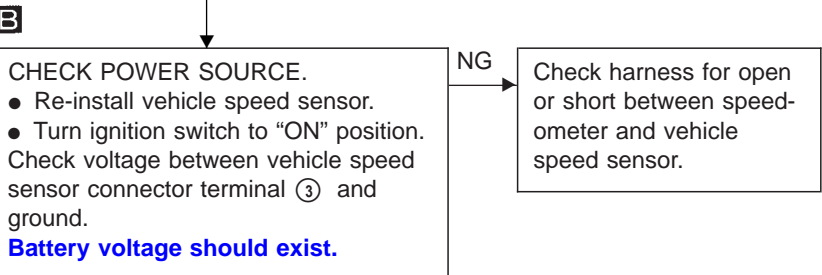 B
CHECK POWER SOURCE.
● Re-install vehicle speed sensor.
● Turn ignition switch to “ON” position.
Check voltage between vehicle speed
sensor connector terminal ③ and
ground.
Battery voltage should exist.
NG
Check harness for open
or short between speed-
ometer and vehicle
speed sensor.